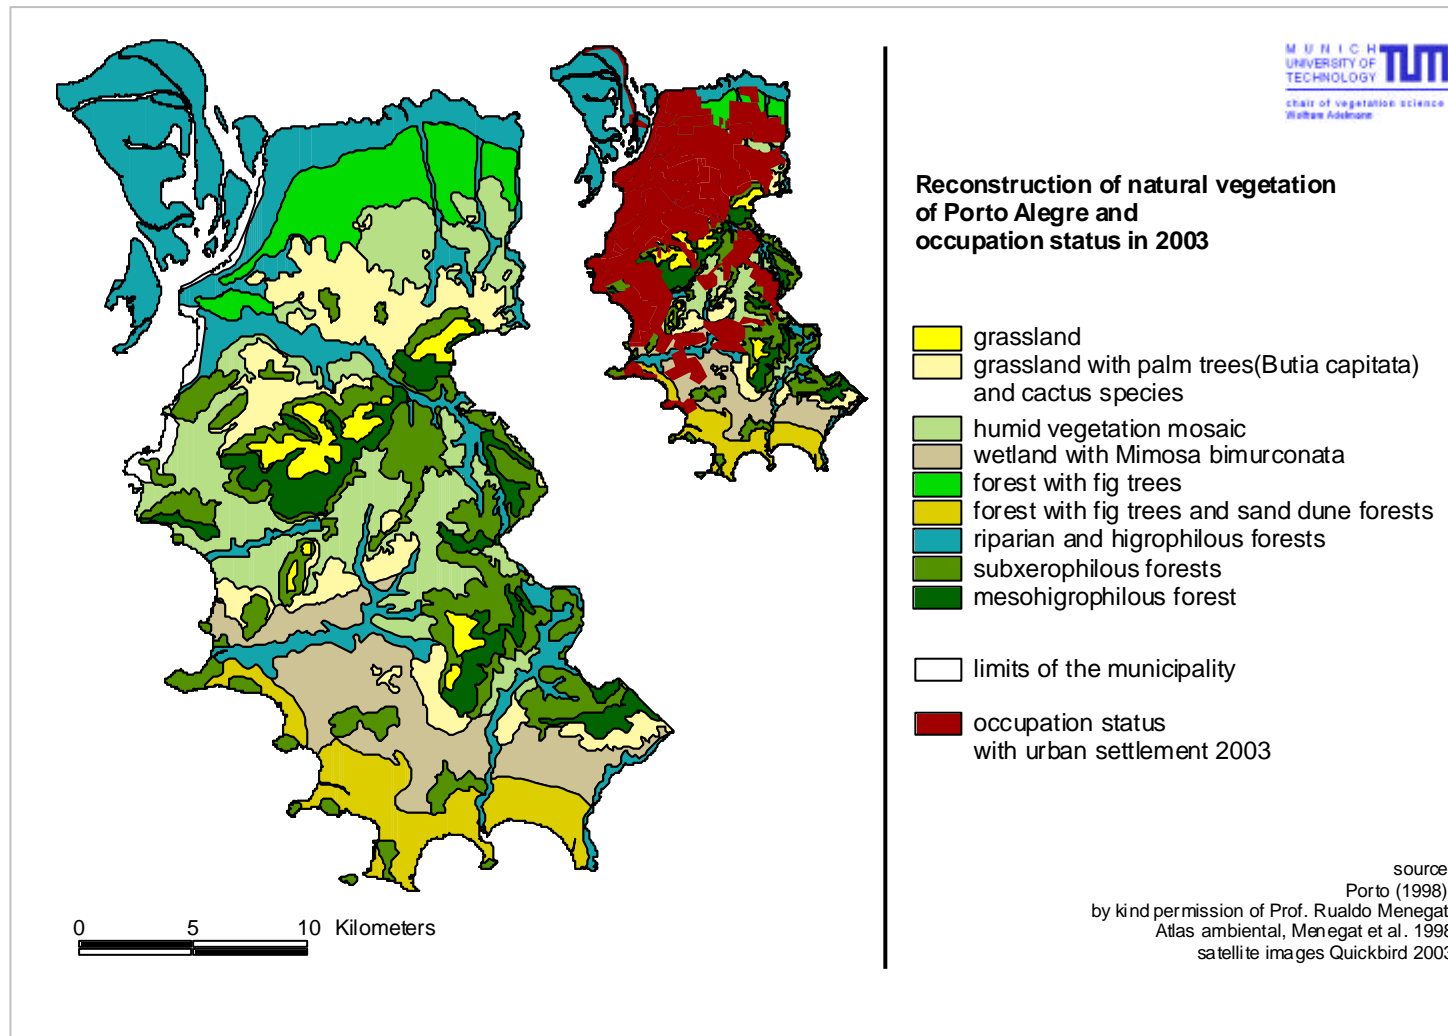 MUNICH
UNIVERSITY OF
TECHNOLOGY
TUM
chair of vegetation science
Wolfram Adelmann
Reconstruction of natural vegetation
of Porto Alegre and
occupation status in 2003
grassland
grassland with palm trees(Butia capitata)
and cactus species
humid vegetation mosaic
wetland with Mimosa bimurconata
forest with fig trees
forest with fig trees and sand dune forests
riparian and higrophilous forests
subxerophilous forests
mesohigrophilous forest
limits of the municipality
occupation status
with urban settlement 2003
source
Porto (1998)
by kind permission of Prof. Rualdo Menegat
Atlas ambiental, Menegat et al. 1998
satellite images Quickbird 2003
0 5 10 Kilometers